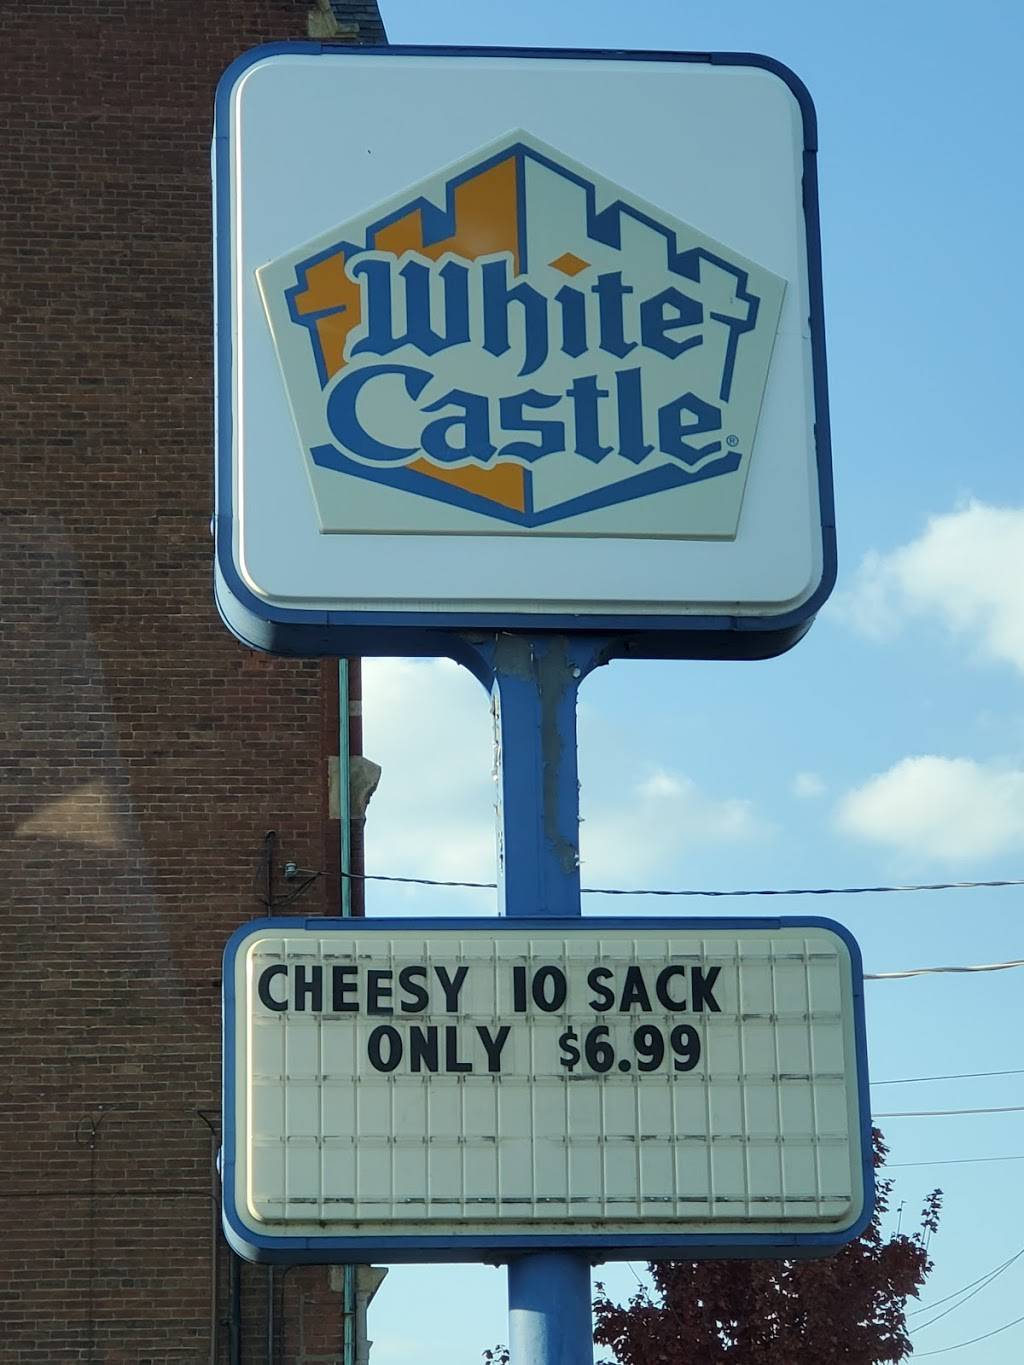 White
Castle®
CHEESY 10 SACK
ONLY $6.99